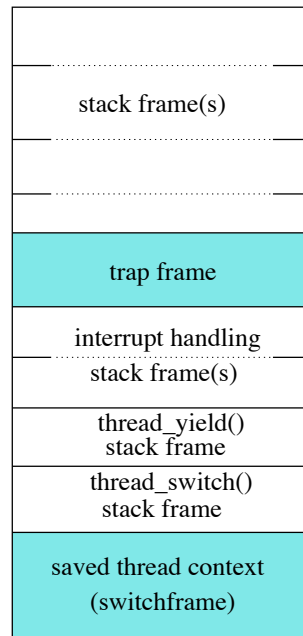 stack frame(s)
trap frame
interrupt handling
stack frame(s)
thread_yield()
stack frame
thread_switch()
stack frame
saved thread context
(switchframe)